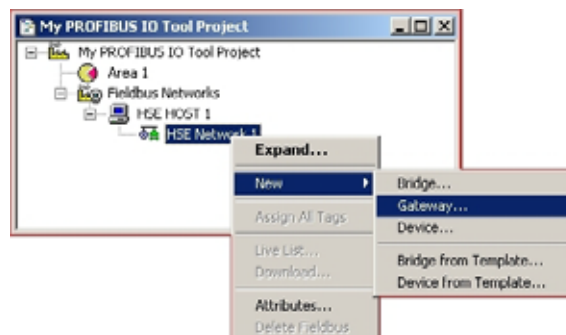 My PROFIBUS IO Tool Project
My PROFIBUS IO Tool Project
Area 1
Fieldbus Networks
HSE HOST 1
HSE Network 1
Expand...
New
Assign All Tags
Live List...
Download...
Attributes...
Delete Fieldbus
Bridge...
Gateway...
Device...
Bridge from Template...
Device from Template...